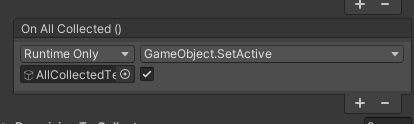 On All Collected ()
Runtime Only
GameObject.SetActive
AllCollectedTe